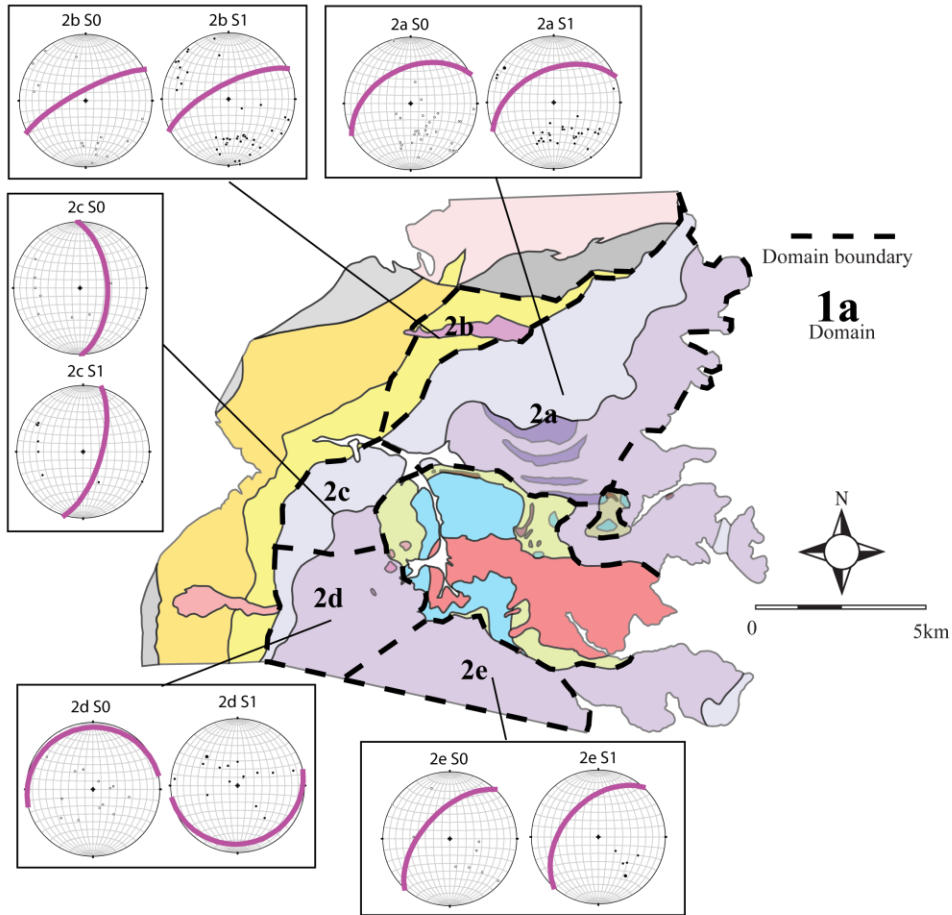 2b S0
2b S1
2a S0
2a S1
2c S0
2c S1
Domain boundary
1a
Domain
2b
2a
2c
2d
2e
N
0
5km
2d S0
2d S1
2e S0
2e S1